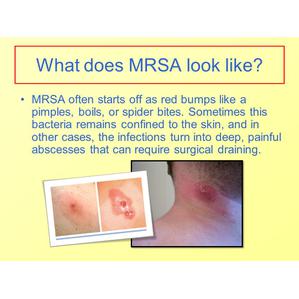 What does MRSA look like?
• MRSA often starts off as red bumps like a
pimples, boils, or spider bites. Sometimes this
bacteria remains confined to the skin, and in
other cases, the infections turn into deep, painful
abscesses that can require surgical draining.